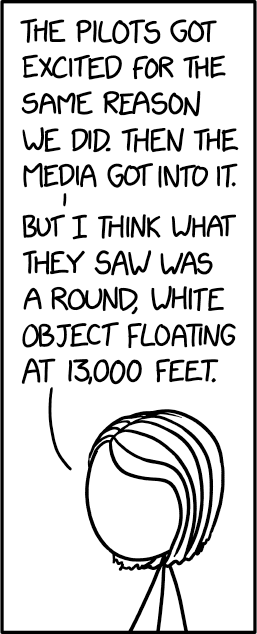 THE PILOTS GOT
EXCITED FOR THE
SAME REASON
WE DID. THEN THE
MEDIA GOT INTO IT.
BUT I THINK WHAT
THEY SAW WAS
A ROUND, WHITE
OBJECT FLOATING
AT 13,000 FEET.